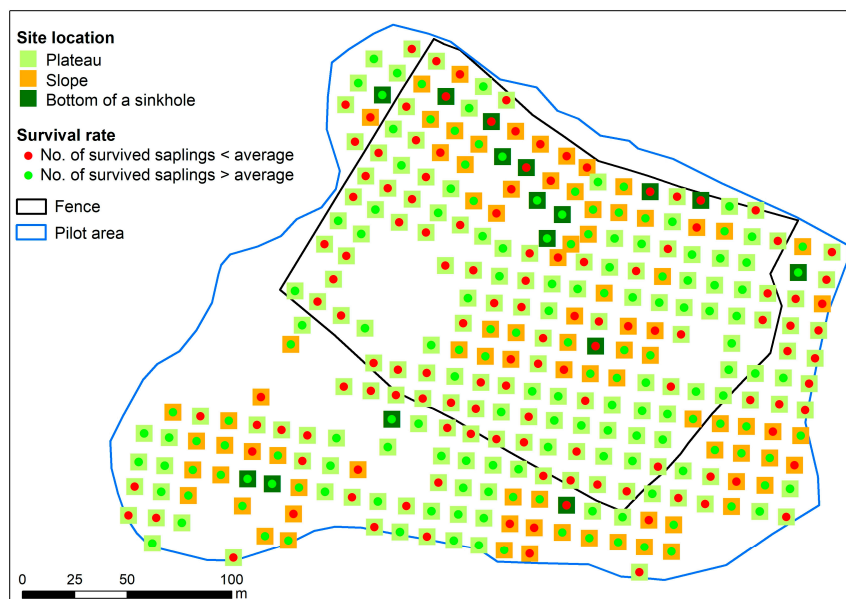 Site location
Plateau
Slope
Bottom of a sinkhole
Survival rate
No. of survived saplings < average
No. of survived saplings > average
Fence
Pilot area
0 25 50 100
m